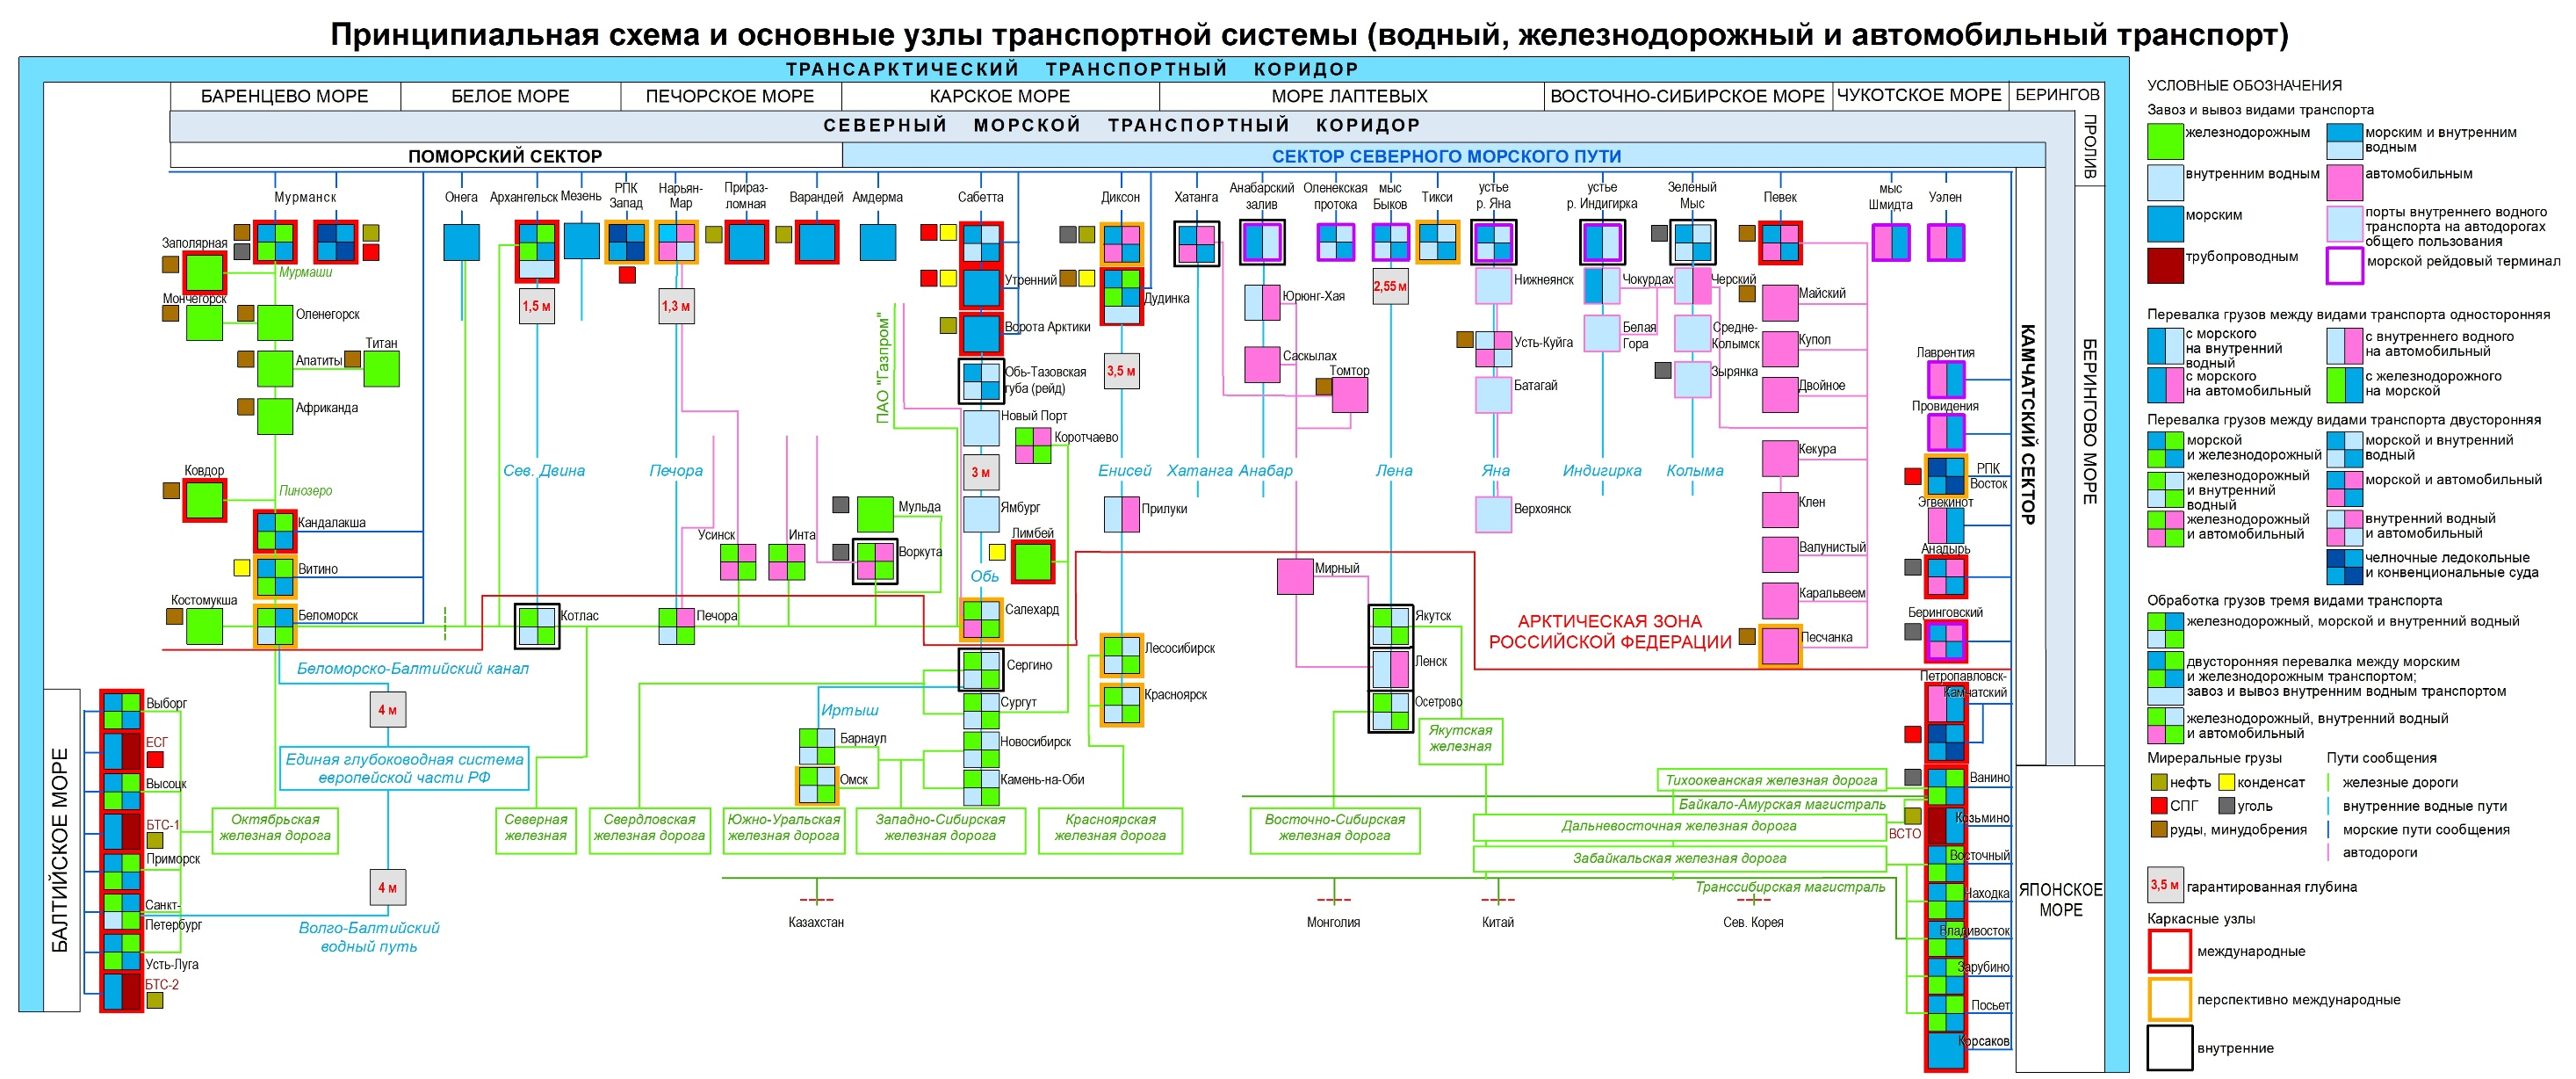 Принципиальная схема и основные узлы транспортной системы (водный, железнодорожный и автомобильный транспорт)
ТРАНСАРКТИЧЕСКИЙ ТРАНСПОРТНЫЙ КОРИДОР
БАРЕНЦЕВО МОРЕ
БЕЛОЕ МОРЕ
ПЕЧОРСКОЕ МОРЕ
КАРСКОЕ МОРЕ
МОРЕ ЛАПТЕВЫХ
ВОСТОЧНО-СИБИРСКОЕ МОРЕ
ЧУКОТСКОЕ МОРЕ
БЕРИНГОВ
ПРОЛИВ
СЕВЕРНЫЙ МОРСКОЙ ТРАНСПОРТНЫЙ КОРИДОР
ПОМОРСКИЙ СЕКТОР
СЕКТОР СЕВЕРНОГО МОРСКОГО ПУТИ
КАМЧАТСКИЙ СЕКТОР
БЕРИНГОВО МОРЕ
ЯПОНСКОЕ
МОРЕ
БАЛТИЙСКОЕ МОРЕ
Мурманск
Онега
Архангельск
Мезень
РПК
Запад
Нарьян-
Мар
Прираз-
ломная
Варандей
Амдерма
Сабетта
Диксон
Хатанга
Анабарский
залив
Оленекская
протока
мыс
Быков
Тикси
устье
р. Яна
устье
р. Индигирка
Зеленый
Мыс
Певек
мыс
Шмидта
Уэлен
Заполярная
Мурмаши
Мончегорск
Оленегорск
Апатиты
Титан
Африканда
Ковдор
Пинозеро
Кандалакша
Витино
Костомукша
Беломорск
1,5 м
1,3 м
Сев. Двина
Печора
Усинск
Инта
Мульда
Воркута
Котлас
Печора
ПАО "Газпром"
Утренний
Ворота Арктики
Обь-Тазовская
губа (рейд)
Новый Порт
Коротчаево
3 м
Ямбург
Лимбей
Обь
Салехард
Сергино
Сургут
Новосибирск
Камень-на-Оби
Иртыш
Барнаул
Омск
Дудинка
3,5 м
Енисей
Прилуки
Лесосибирск
Красноярск
Хатанга
Анабар
Юрюнг-Хая
Саскылах
Томтор
Мирный
2,55 м
Лена
Якутск
Ленск
Осетрово
Нижнеянск
Усть-Куйга
Батагай
Яна
Верхоянск
Чокурдах
Белая
Гора
Индигирка
Черский
Средне-
Колымск
Зырянка
Колыма
Майский
Купол
Двойное
Кекура
Клен
Валунистый
Каральвеем
Песчанка
АРКТИЧЕСКАЯ ЗОНА
РОССИЙСКОЙ ФЕДЕРАЦИИ
Лаврентия
Провидения
РПК
Восток
Эгвекинот
Анадырь
Беринговский
Петропавловск-
Камчатский
Ванино
Козьмино
ВСТО
Восточный
Находка
Владивосток
Зарубино
Посьет
Корсаков
Беломорско-Балтийский канал
4 м
Единая глубоководная система
европейской части РФ
4 м
Волго-Балтийский
водный путь
Выборг
ЕСГ
Высоцк
БТС-1
Приморск
Санкт-
Петербург
Усть-Луга
БТС-2
Октябрьская
железная дорога
Северная
железная
Свердловская
железная дорога
Южно-Уральская
железная дорога
Западно-Сибирская
железная дорога
Красноярская
железная дорога
Восточно-Сибирская
железная дорога
Якутская
железная
Тихоокеанская железная дорога
Байкало-Амурская магистраль
Дальневосточная железная дорога
Забайкальская железная дорога
Транссибирская магистраль
Казахстан
Монголия
Китай
Сев. Корея
УСЛОВНЫЕ ОБОЗНАЧЕНИЯ
Завоз и вывоз видами транспорта
железнодорожным
морским и внутренним
водным
внутренним водным
автомобильным
морским
порты внутреннего водного
транспорта на автодорогах
общего пользования
трубопроводным
морской рейдовый терминал
Перевалка грузов между видами транспорта односторонняя
с морского
на внутренний
водный
с внутреннего водного
на автомобильный
с морского
на автомобильный
с железнодорожного
на морской
Перевалка грузов между видами транспорта двусторонняя
морской
и железнодорожный
морской и внутренний
водный
железнодорожный
и внутренний
водный
морской и автомобильный
железнодорожный
и автомобильный
внутренний водный
и автомобильный
челночные ледокольные
и конвенциональные суда
Обработка грузов тремя видами транспорта
железнодорожный, морской и внутренний водный
двусторонняя перевалка между морским
и железнодорожным транспортом;
завоз и вывоз внутренним водным транспортом
железнодорожный, внутренний водный
и автомобильный
Миреральные грузы
нефть
конденсат
СПГ
уголь
руды, минудобрения
Пути сообщения
железные дороги
внутренние водные пути
морские пути сообщения
автодороги
3,5 м
гарантированная глубина
Каркасные узлы
международные
перспективно международные
внутренние